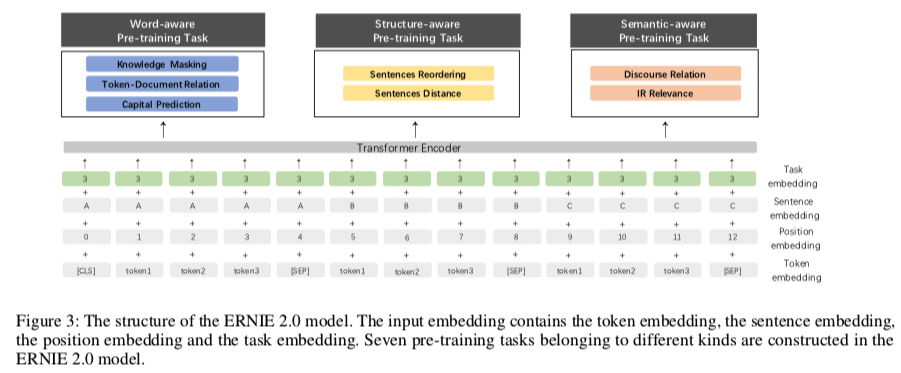 Word-aware
Pre-training Task
Structure-aware
Pre-training Task
Semantic-aware
Pre-training Task
Knowledge Masking
Token-Document Relation
Capital Prediction
Sentences Reordering
Sentences Distance
Discourse Relation
IR Relevance
Transformer Encoder
3 3 3 3 3 3 3 3 3 3 3 3 3
Task
embedding
+ + + + + + + + + + + + +
A A A A A B B B B C C C C
Sentence
embedding
+ + + + + + + + + + + + +
0 1 2 3 4 5 6 7 8 9 10 11 12
Position
embedding
+ + + + + + + + + + + + +
[CLS] token1 token2 token3 [SEP] token1 token2 token3 [SEP] token1 token2 token3 [SEP]
Token
embedding
Figure 3: The structure of the ERNIE 2.0 model. The input embedding contains the token embedding, the sentence embedding,
the position embedding and the task embedding. Seven pre-training tasks belonging to different kinds are constructed in the
ERNIE 2.0 model.